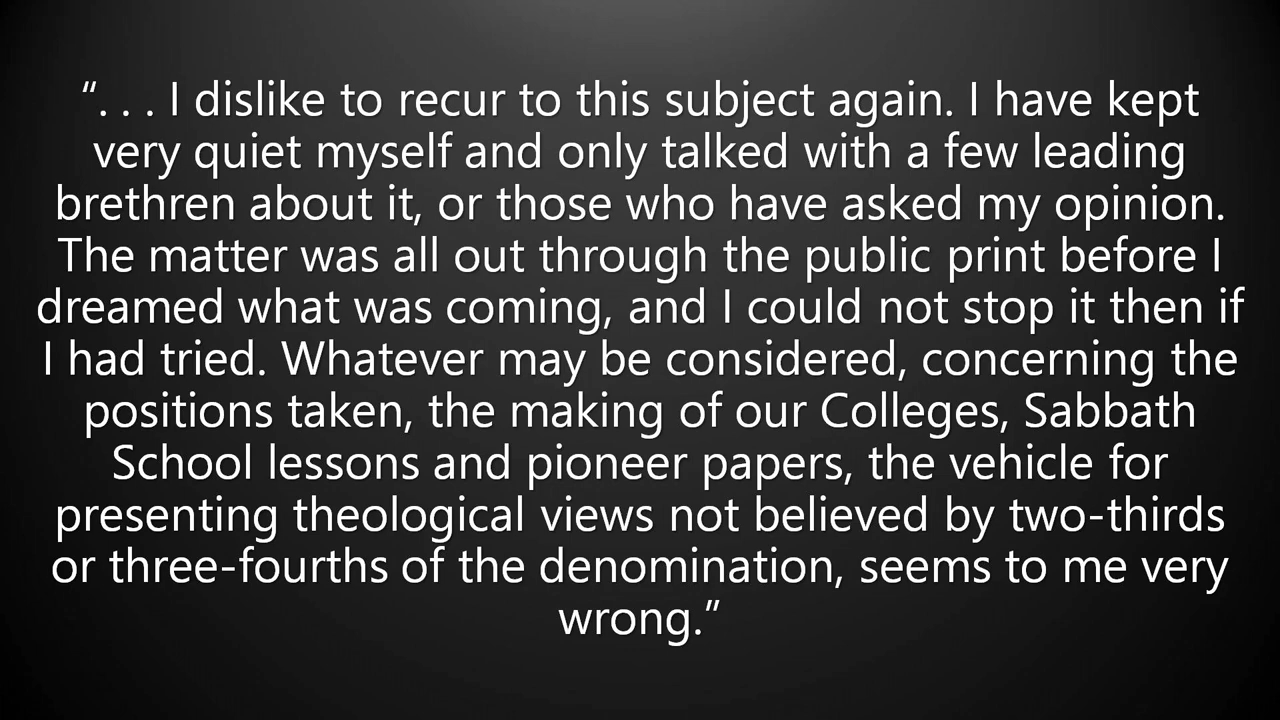 “. . . I dislike to recur to this subject again. I have kept
very quiet myself and only talked with a few leading
brethren about it, or those who have asked my opinion.
The matter was all out through the public print before I
dreamed what was coming, and I could not stop it then if
I had tried. Whatever may be considered, concerning the
positions taken, the making of our Colleges, Sabbath
School lessons and pioneer papers, the vehicle for
presenting theological views not believed by two-thirds
or three-fourths of the denomination, seems to me very
wrong.”